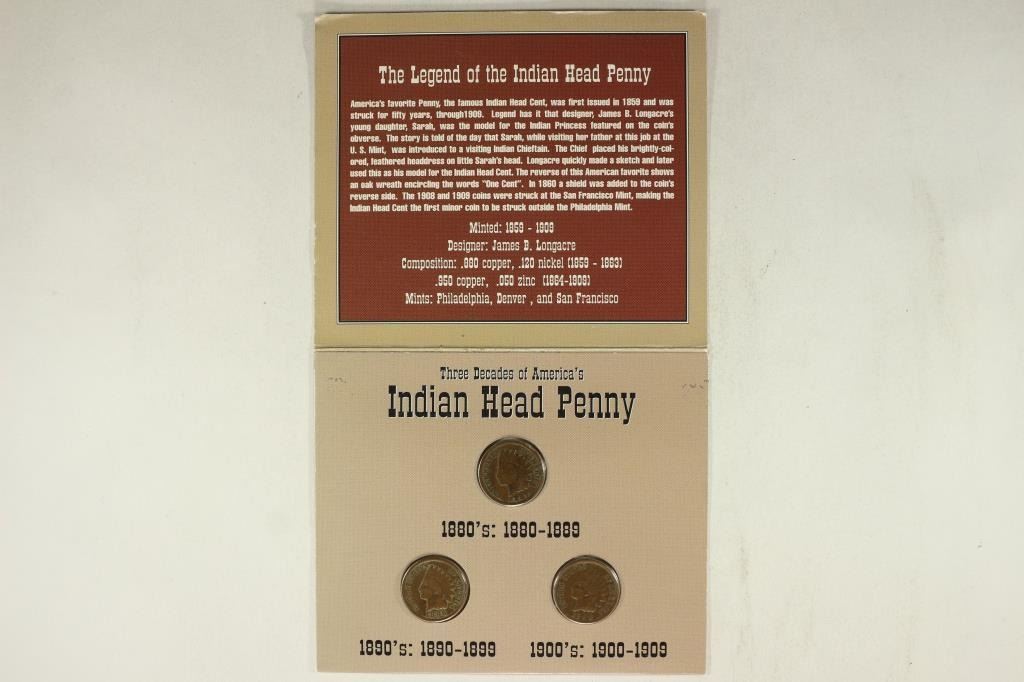 The Legend of the Indian Head Penny
America's favorite Penny, the famous Indian Head Cent, was first issued in 1859 and was
struck for fifty years, through1909. Legend has it that designer, James B. Longacre's
young daughter, Sarah, was the model for the Indian Princess featured on the coin's
obverse. The story is told of the day that Sarah, while visiting her father at this job at the
U. S. Mint, was introduced to a visiting Indian Chieftain. The Chief placed his brightly-col-
ored, feathered headdress on little Sarah's head. Longacre quickly made a sketch and later
used this as his model for the Indian Head Cent. The reverse of this American favorite shows
an oak wreath encircling the words "One Cent". In 1860 a shield was added to the coin's
reverse side. The 1908 and 1909 coins were struck at the San Francisco Mint, making the
Indian Head Cent the first minor coin to be struck outside the Philadelphia Mint.
Minted: 1859 - 1909
Designer: James B. Longacre
Composition: .880 copper, .120 nickel (1859 - 1863)
.950 copper, .050 zinc (1864-1909)
Mints: Philadelphia, Denver , and San Francisco
Three Decades of America's
Indian Head Penny
1880's: 1880-1889
1890's: 1890-1899
1900's: 1900-1909